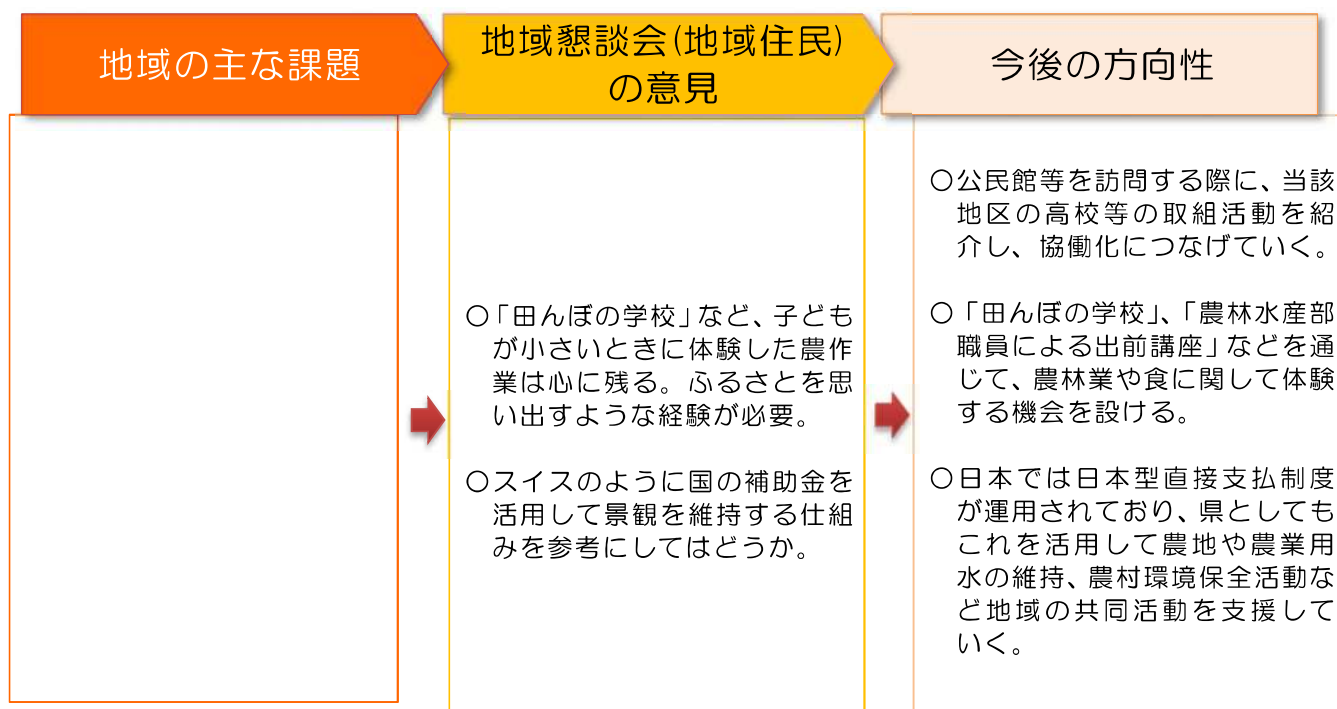 地域の主な課題
地域懇談会(地域住民)
の意見
今後の方向性
〇「田んぼの学校」など、子ども
が小さいときに体験した農作
業は心に残る。ふるさとを思
い出すような経験が必要。
〇スイスのように国の補助金を
活用して景観を維持する仕組
みを参考にしてはどうか。
〇公民館等を訪問する際に、当該
地区の高校等の取組活動を紹
介し、協働化につなげていく。
〇「田んぼの学校」、「農林水産部
職員による出前講座」などを通
じて、農林業や食に関して体験
する機会を設ける。
〇日本では日本型直接支払制度
が運用されており、県としても
これを活用して農地や農業用
水の維持、農村環境保全活動な
ど地域の共同活動を支援して
いく。